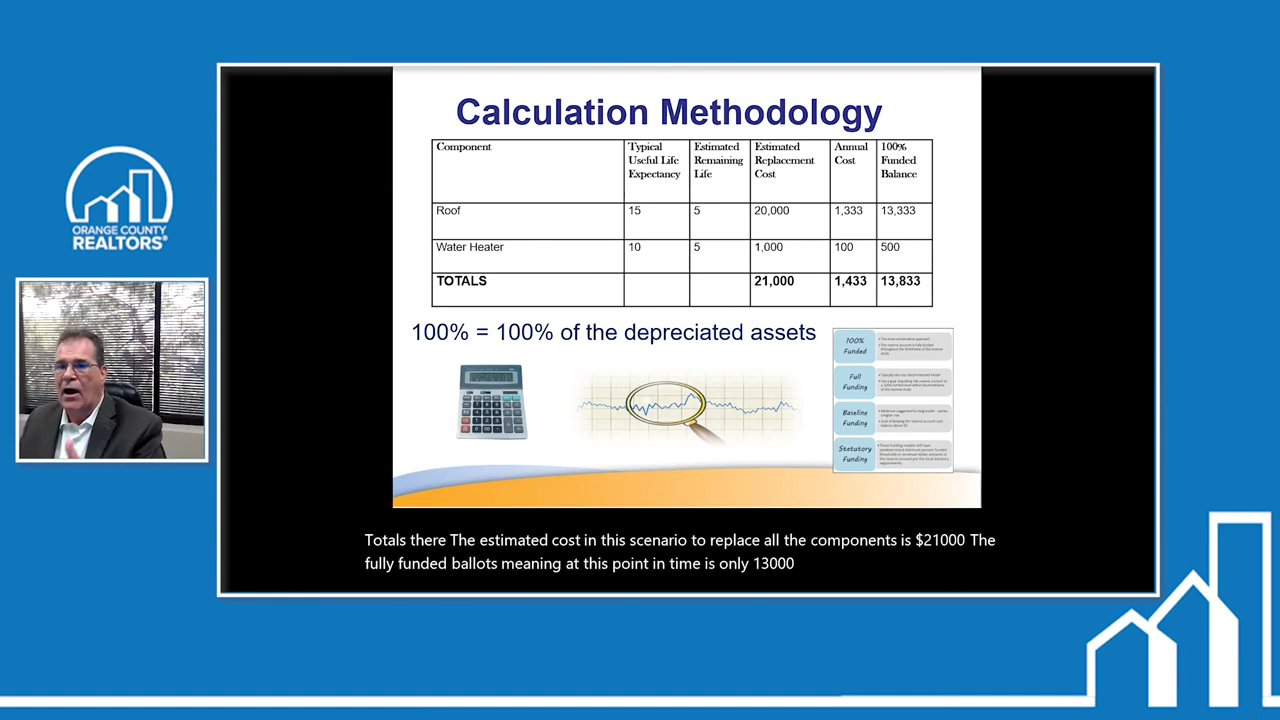 ORANGE COUNTY
REALTORS®
Calculation Methodology
Component
Typical
Useful Life
Expectancy
Estimated
Remaining
Life
Estimated
Replacement
Cost
Annual
Cost
100%
Funded
Balance
Roof 15 5 20,000 1,333 13,333
Water Heater 10 5 1,000 100 500
TOTALS 21,000 1,433 13,833
100% = 100% of the depreciated assets
100%
Funded
Full
Funding
Baseline
Funding
Statutory
Funding
Totals there The estimated cost in this scenario to replace all the components is $21000 The
fully funded ballots meaning at this point in time is only 13000